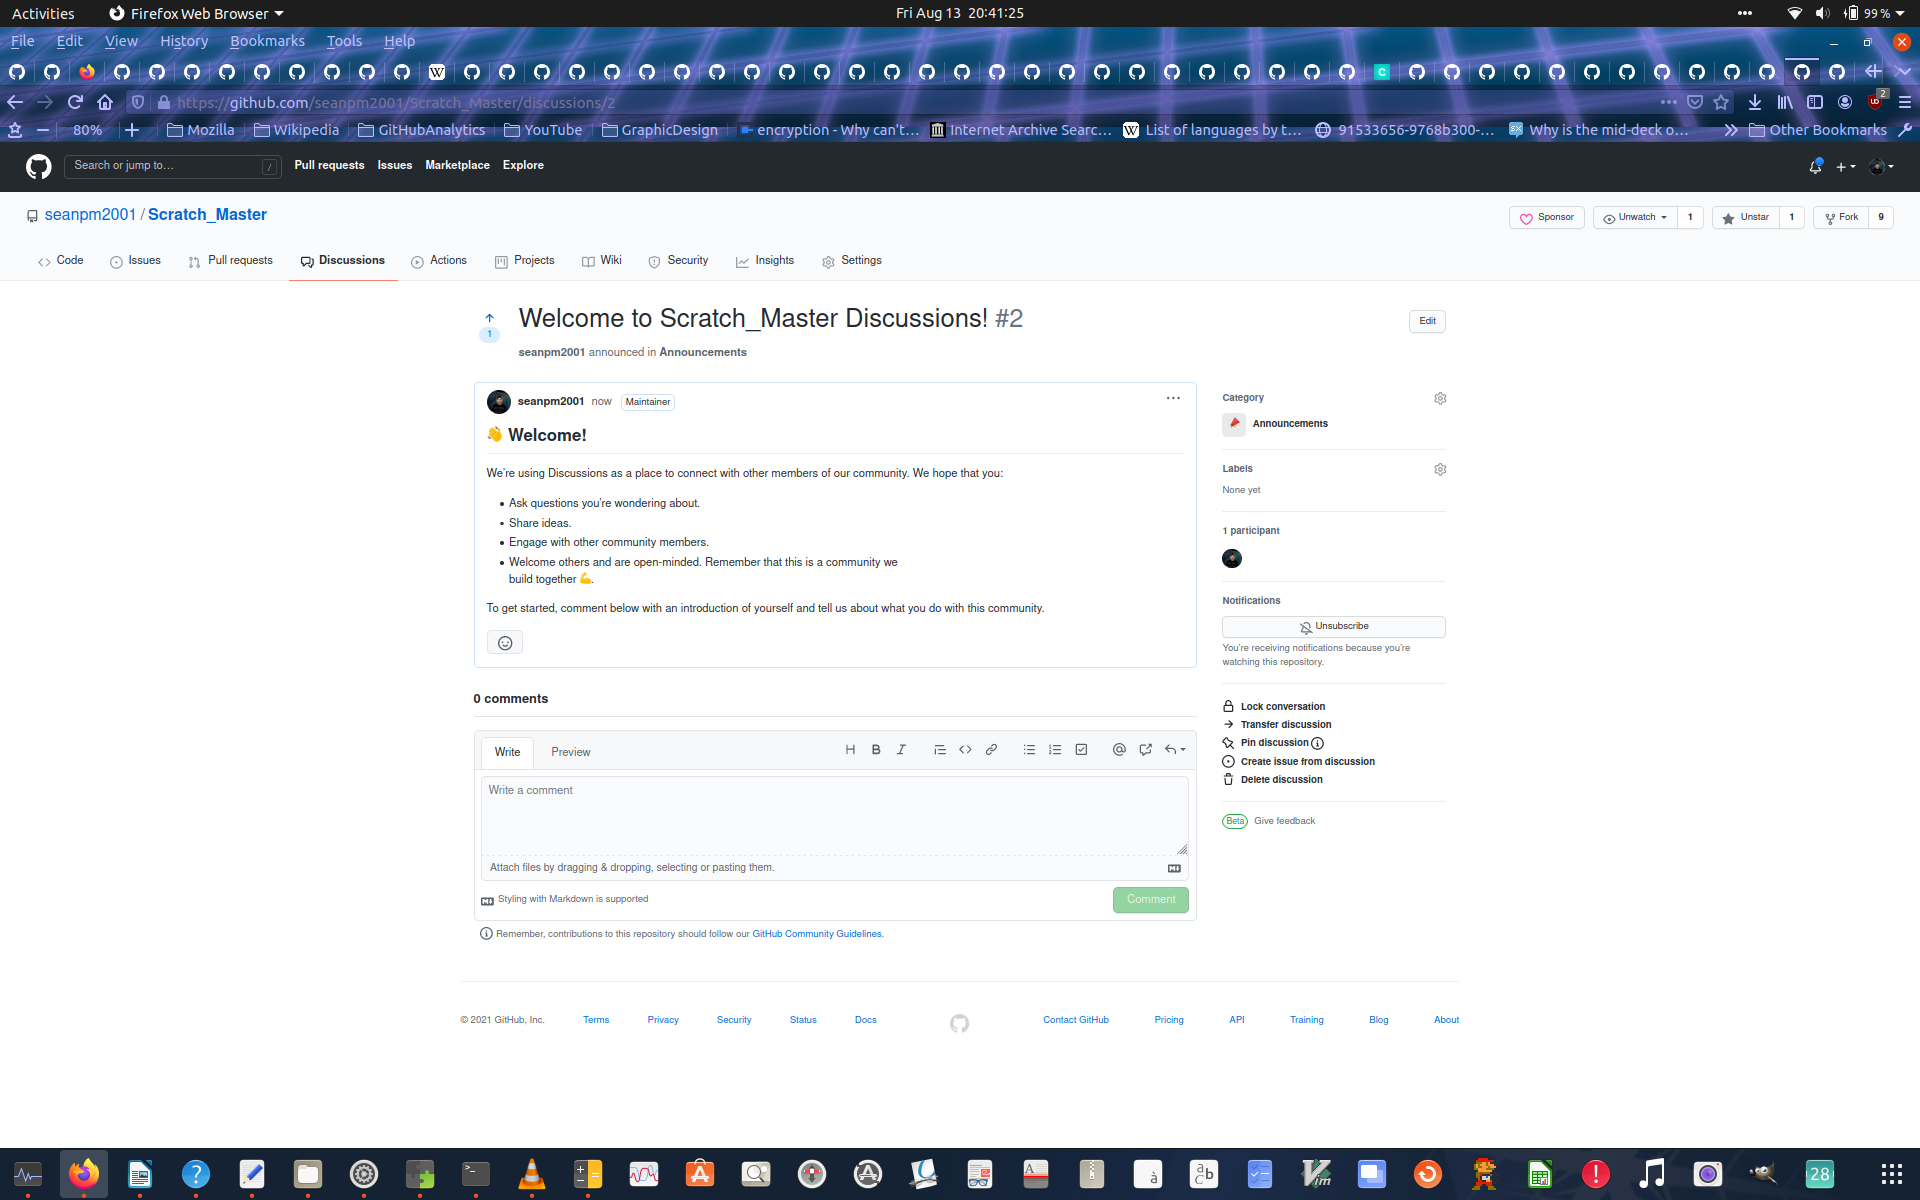 Activities
Firefox Web Browser
Fri Aug 13 20:41:25
99 %
File Edit View History Bookmarks Tools Help
https://github.com/seanpm2001/Scratch_Master/discussions/2
2
80%
Mozilla
Wikipedia
GitHubAnalytics
YouTube
GraphicDesign
encryption - Why can't...
Internet Archive Searc...
List of languages by t...
91533656-9768b300-...
Why is the mid-deck o...
Other Bookmarks
Search or jump to...
/
Pull requests Issues Marketplace Explore
seanpm2001 / Scratch_Master
Sponsor
Unwatch 1
Unstar 1
Fork 9
Code
Issues
Pull requests
Discussions
Actions
Projects
Wiki
Security
Insights
Settings
1
Welcome to Scratch_Master Discussions! #2
Edit
seanpm2001 announced in Announcements
seanpm2001 now Maintainer
👋 Welcome!
We're using Discussions as a place to connect with other members of our community. We hope that you:
• Ask questions you're wondering about.
• Share ideas.
• Engage with other community members.
• Welcome others and are open-minded. Remember that this is a community we
build together 💪.
To get started, comment below with an introduction of yourself and tell us about what you do with this community.
Category
Announcements
Labels
None yet
1 participant
Notifications
Unsubscribe
You're receiving notifications because you're
watching this repository.
Lock conversation
Transfer discussion
Pin discussion
Create issue from discussion
Delete discussion
Beta Give feedback
0 comments
Write
Preview
Write a comment
Attach files by dragging & dropping, selecting or pasting them.
Styling with Markdown is supported
Comment
Remember, contributions to this repository should follow our GitHub Community Guidelines.
© 2021 GitHub, Inc.
Terms
Privacy
Security
Status
Docs
Contact GitHub
Pricing
API
Training
Blog
About
28